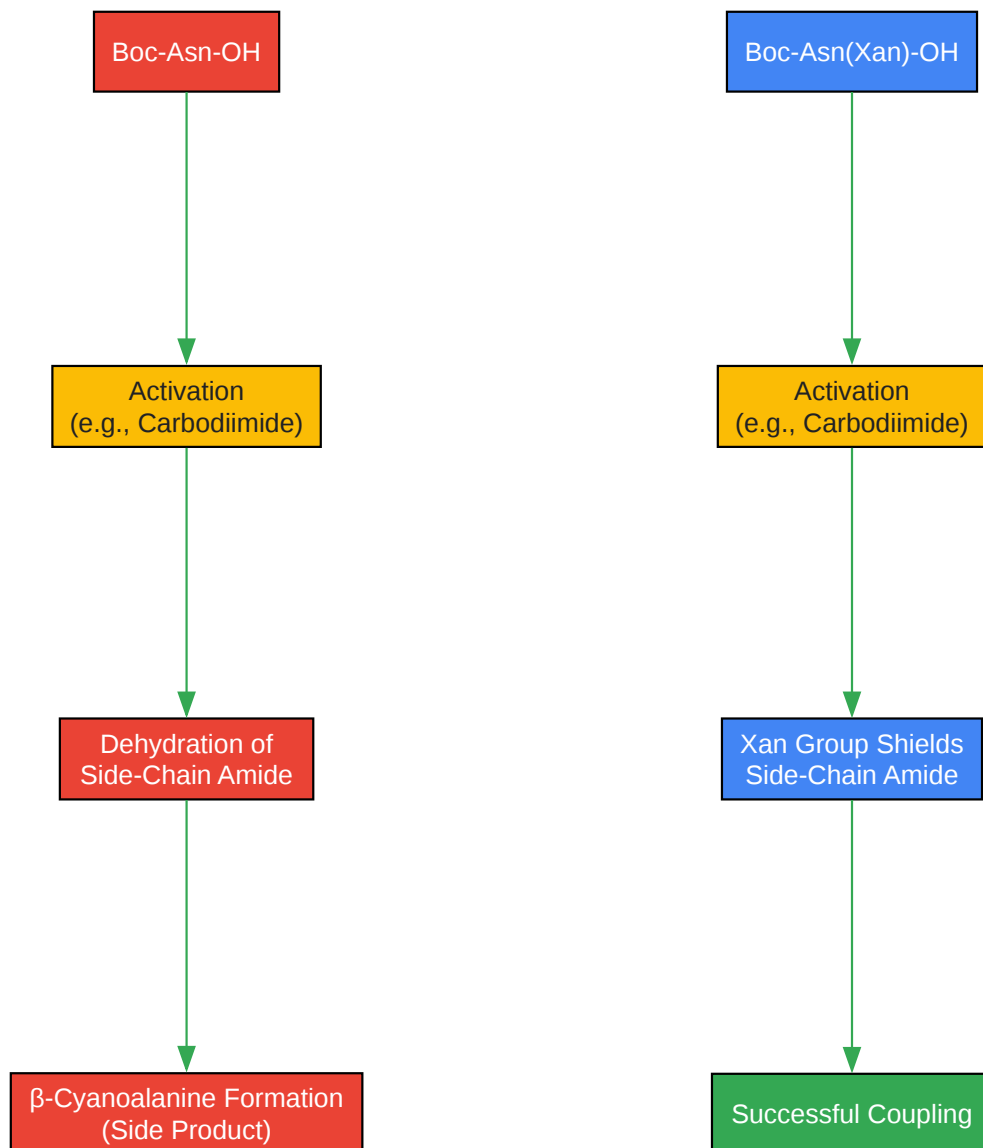 Boc-Asn-OH
Activation
(e.g., Carbodiimide)
Dehydration of
Side-Chain Amide
β-Cyanoalanine Formation
(Side Product)
Boc-Asn(Xan)-OH
Activation
(e.g., Carbodiimide)
Xan Group Shields
Side-Chain Amide
Successful Coupling